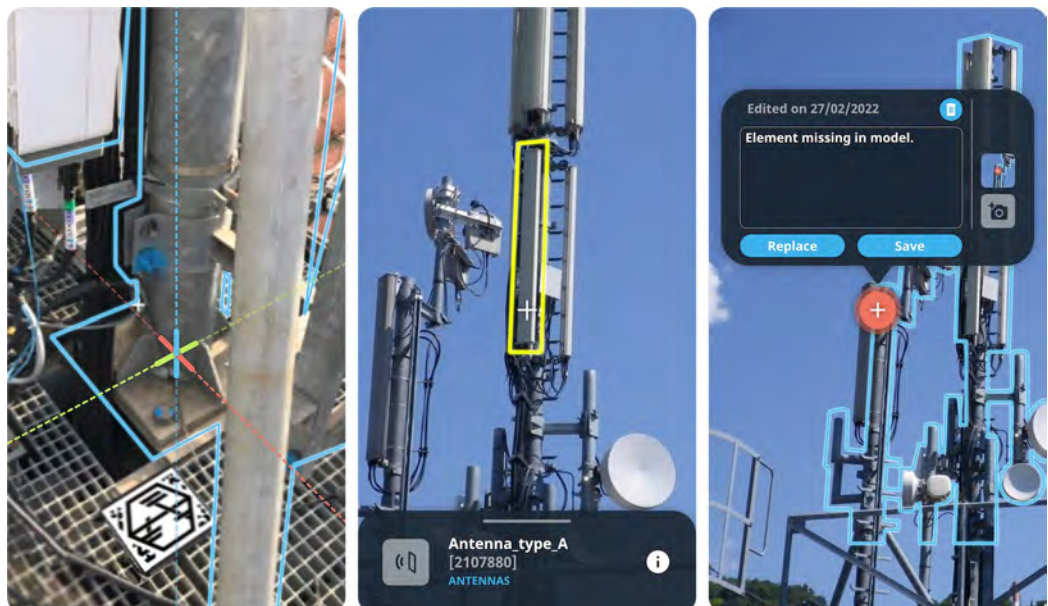 Antenna_type_A
[2107880]
ANTENNAS
Edited on 27/02/2022
Element missing in model.
Replace
Save